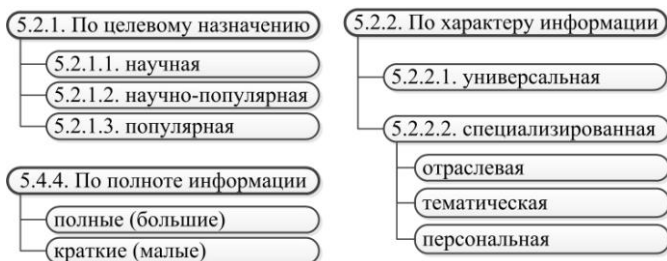 5.2.1. По целевому назначению
5.2.1.1. научная
5.2.1.2. научно-популярная
5.2.1.3. популярная
5.4.4. По полноте информации
полные (большие)
краткие (малые)
5.2.2. По характеру информации
5.2.2.1. универсальная
5.2.2.2. специализированная
отраслевая
тематическая
персональная